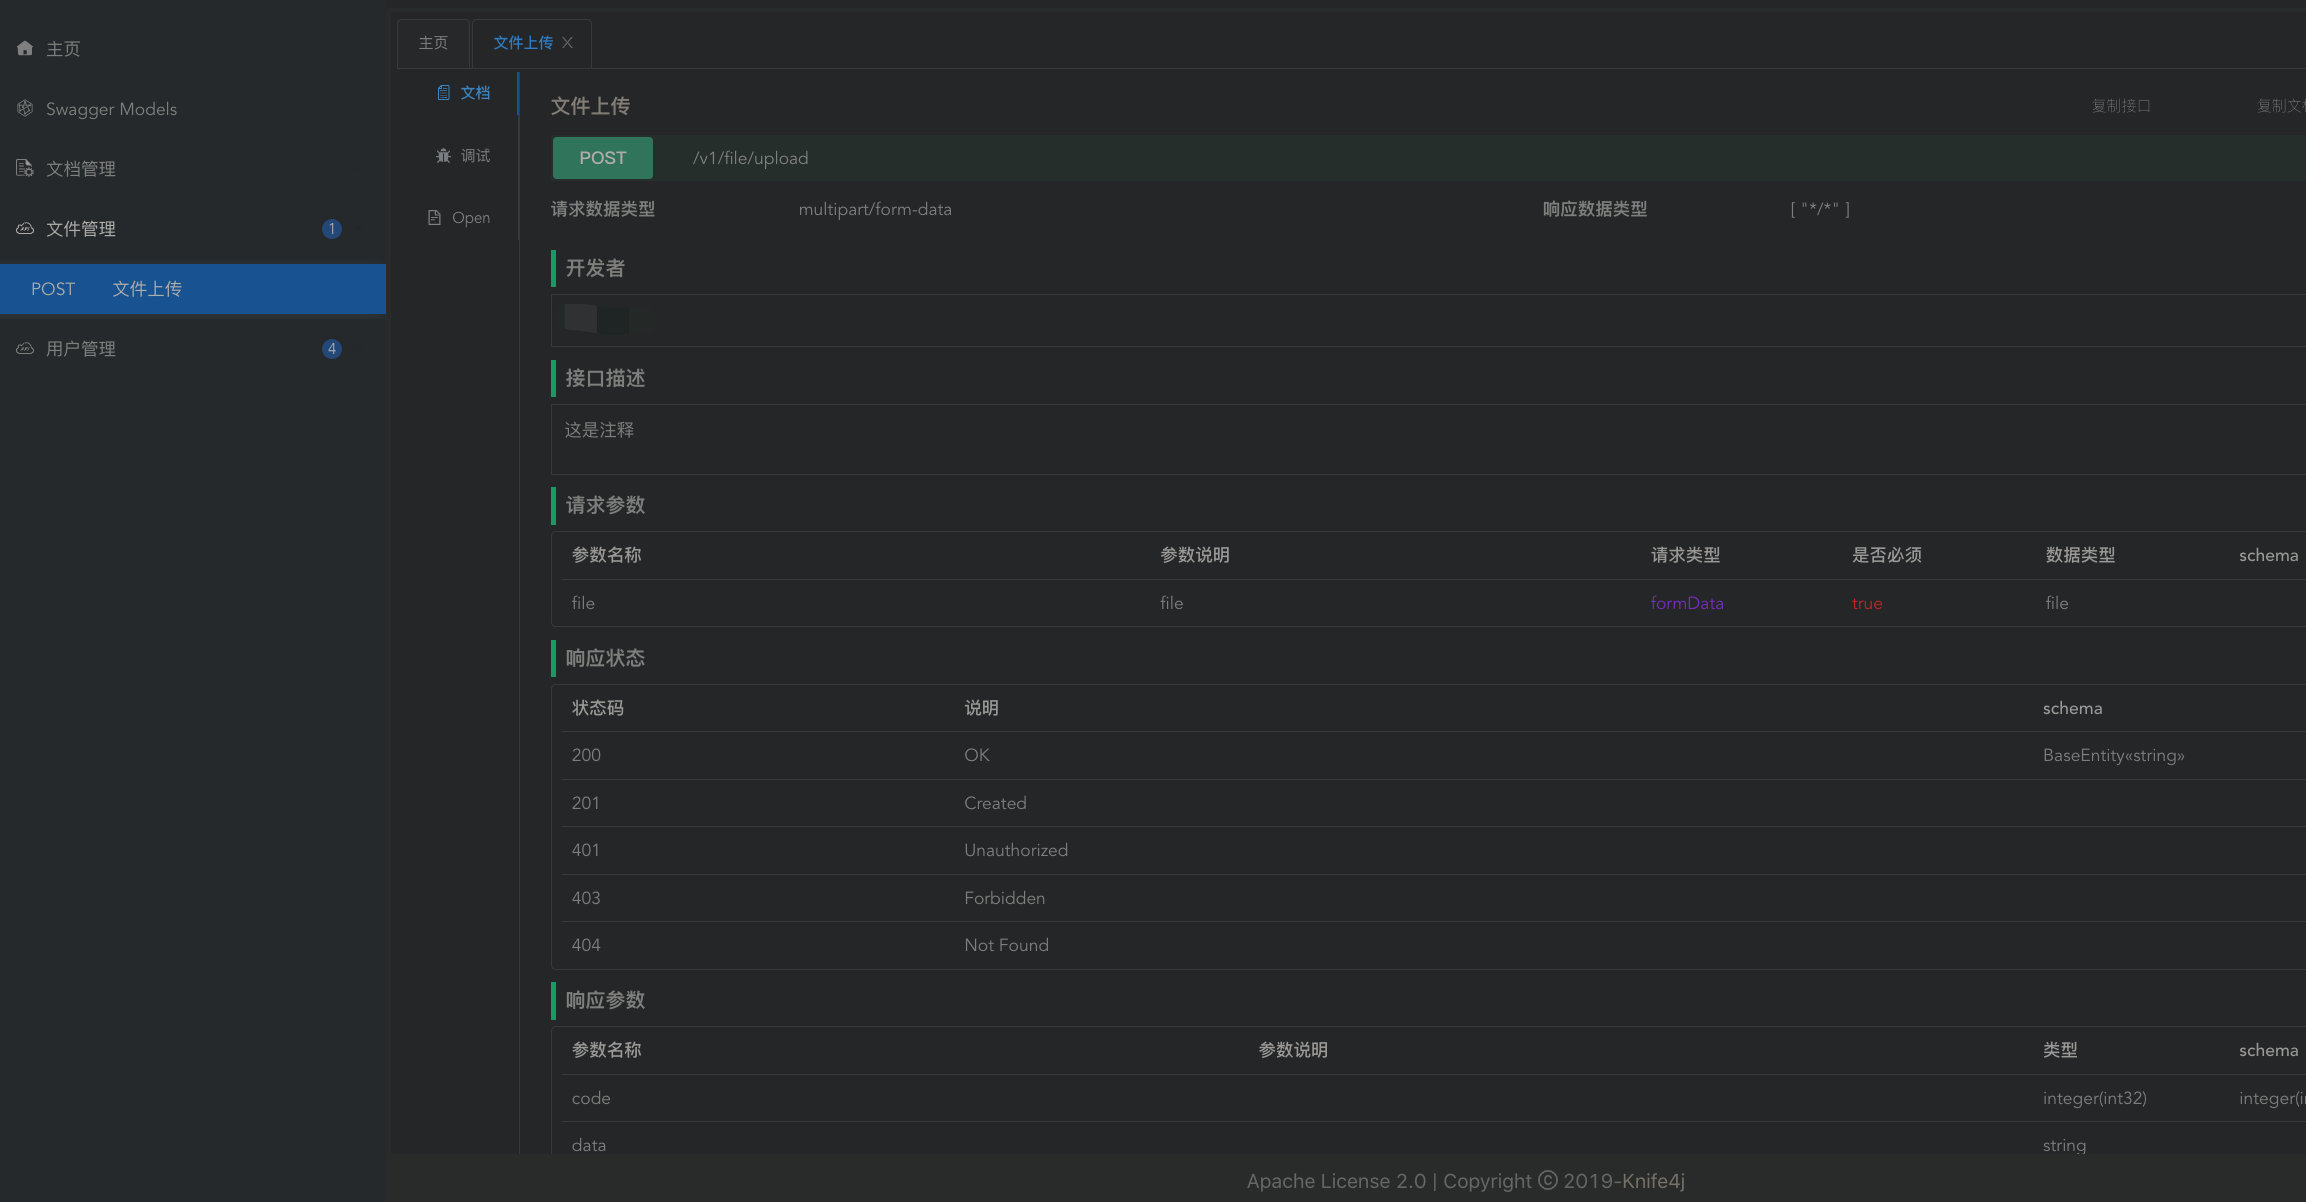 主页
Swagger Models
文档管理
文件管理 1
POST 文件上传
用户管理 4
主页 文件上传
文档
调试
Open
文件上传 复制接口 复制文
POST /v1/file/upload
请求数据类型 multipart/form-data 响应数据类型 [ "*/*" ]
开发者
接口描述
这是注释
请求参数
参数名称 参数说明 请求类型 是否必须 数据类型 schema
file file formData true file
响应状态
状态码 说明 schema
200 OK BaseEntity«string»
201 Created
401 Unauthorized
403 Forbidden
404 Not Found
响应参数
参数名称 参数说明 类型 schema
code integer(int32) integer(i
data string
Apache License 2.0 | Copyright © 2019-Knife4j